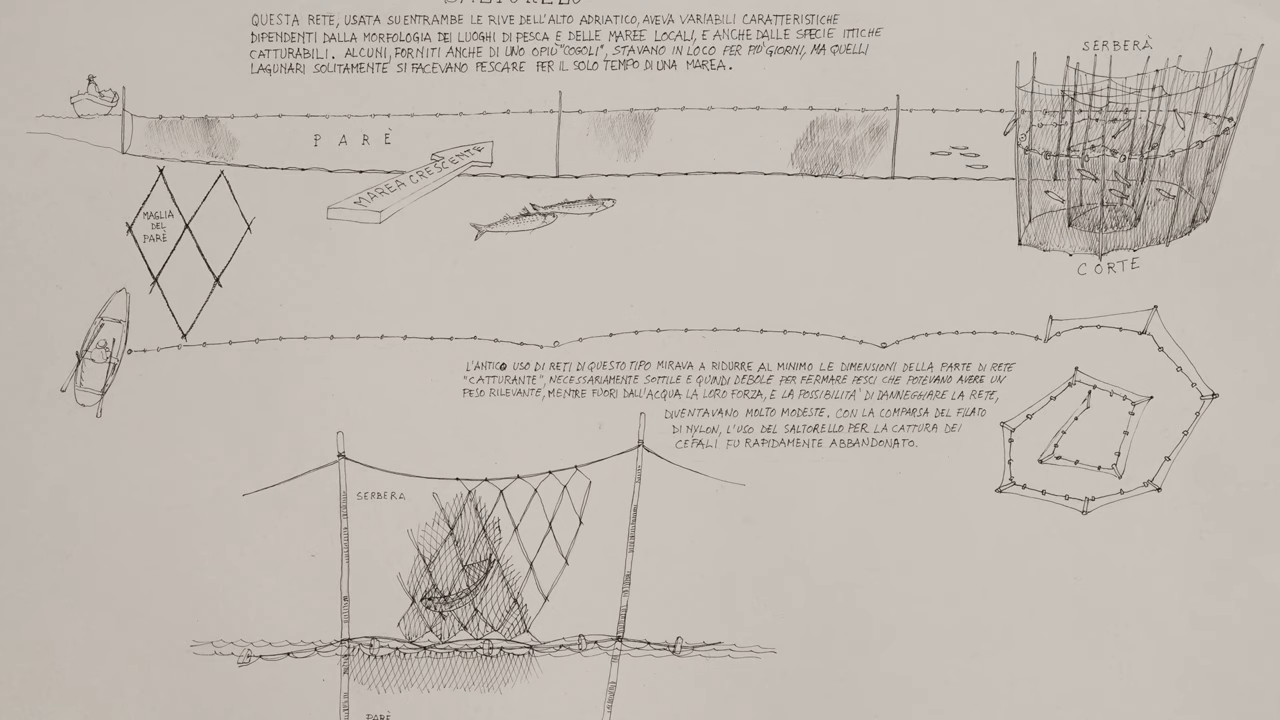 SALTORELLO
QUESTA RETE, USATA SU ENTRAMBE LE RIVE DELL'ALTO ADRIATICO, AVEVA VARIABILI CARATTERISTICHE
DIPENDENTI DALLA MORFOLOGIA DEI LUOGHI DI PESCA E DELLE MAREE LOCALI, E ANCHE DALLE SPECIE ITTICHE
CATTURABILI. ALCUNI, FORNITI ANCHE DI UNO O PIÙ "COGOLI", STAVANO IN LOCO PER PIÙ GIORNI, MA QUELLI
LAGUNARI SOLITAMENTE SI FACEVANO PESCARE PER IL SOLO TEMPO DI UNA MAREA.
SERBERÀ
PARÈ
MAREA CRESCENTE
MAGLIA
DEL
PARÈ
CORTE
L'ANTICO USO DI RETI DI QUESTO TIPO MIRAVA A RIDURRE AL MINIMO LE DIMENSIONI DELLA PARTE DI RETE
"CATTURANTE", NECESSARIAMENTE SOTTILE E QUINDI DEBOLE PER FERMARE PESCI CHE POTEVANO AVERE UN
PESO RILEVANTE, MENTRE FUORI DALL'ACQUA LA LORO FORZA, E LA POSSIBILITÀ DI DANNEGGIARE LA RETE,
DIVENTAVANO MOLTO MODESTE. CON LA COMPARSA DEL FILATO
DI NYLON, L'USO DEL SALTORELLO PER LA CATTURA DEI
CEFALI FU RAPIDAMENTE ABBANDONATO.
SERBERA
PARÈ